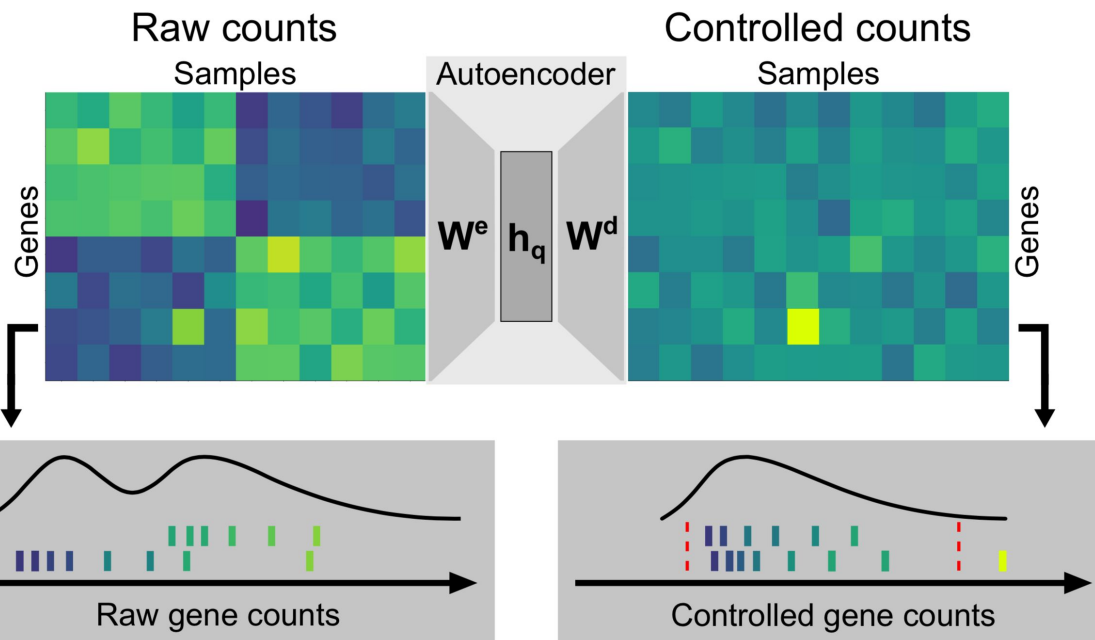 Raw counts
Controlled counts
Samples
Autoencoder
Samples
Genes
Wᵉ
h_q
Wᵈ
Genes
Raw gene counts
Controlled gene counts